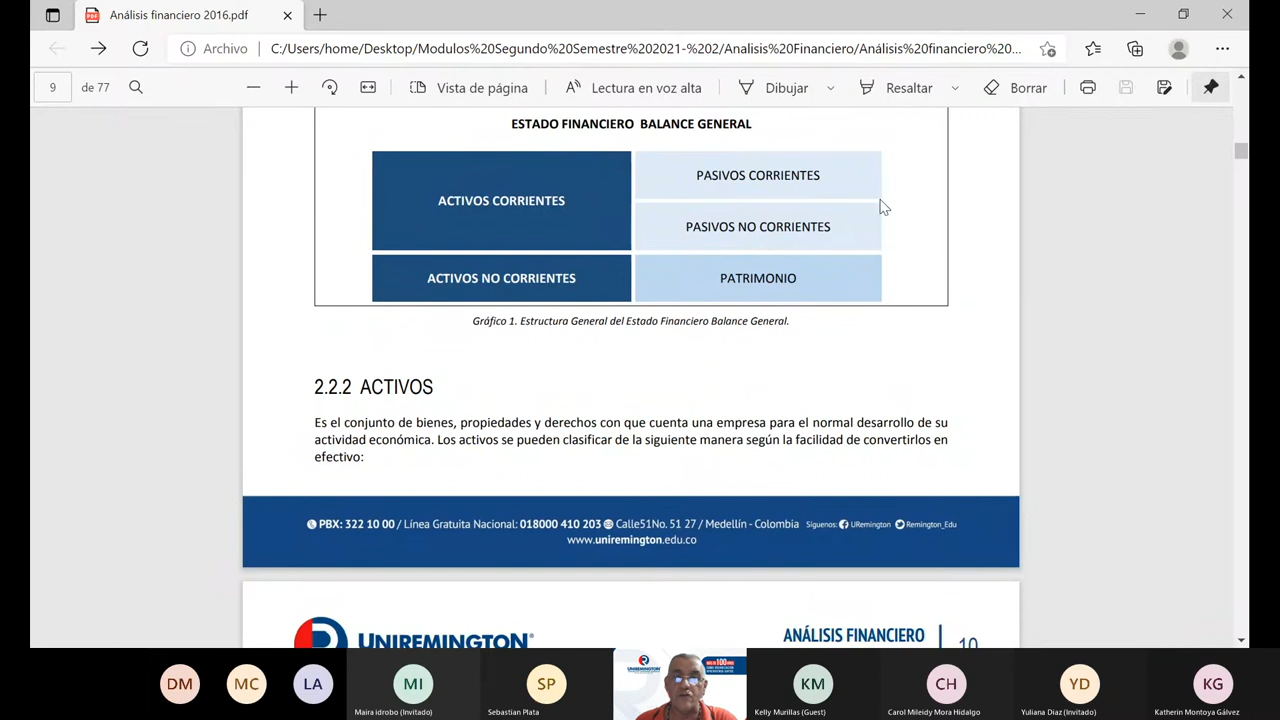 Análisis financiero 2016.pdf
Archivo
C:/Users/home/Desktop/Modulos%20Segundo%20Semestre%202021-%202/Analisis%20Financiero/Análisis%20financiero%20...
9
de 77
Vista de página
Lectura en voz alta
Dibujar
Resaltar
Borrar
ESTADO FINANCIERO BALANCE GENERAL
ACTIVOS CORRIENTES
PASIVOS CORRIENTES
PASIVOS NO CORRIENTES
ACTIVOS NO CORRIENTES
PATRIMONIO
Gráfico 1. Estructura General del Estado Financiero Balance General.
2.2.2 ACTIVOS
Es el conjunto de bienes, propiedades y derechos con que cuenta una empresa para el normal desarrollo de su
actividad económica. Los activos se pueden clasificar de la siguiente manera según la facilidad de convertirlos en
efectivo:
PBX: 322 10 00 / Línea Gratuita Nacional: 018000 410 203 Calle51No. 51 27 / Medellín - Colombia Síguenos: URemington Remington_Edu
www.uniremington.edu.co
UNIREMINGTON®
ANÁLISIS FINANCIERO
10
DM
MC
LA
MI
SP
KM
CH
YD
KG
UNIREMINGTON
Maira idrobo (Invitado)
Sebastian Plata
Kelly Murillas (Guest)
Carol Mileidy Mora Hidalgo
Yuliana Diaz (Invitado)
Katherin Montoya Gálvez